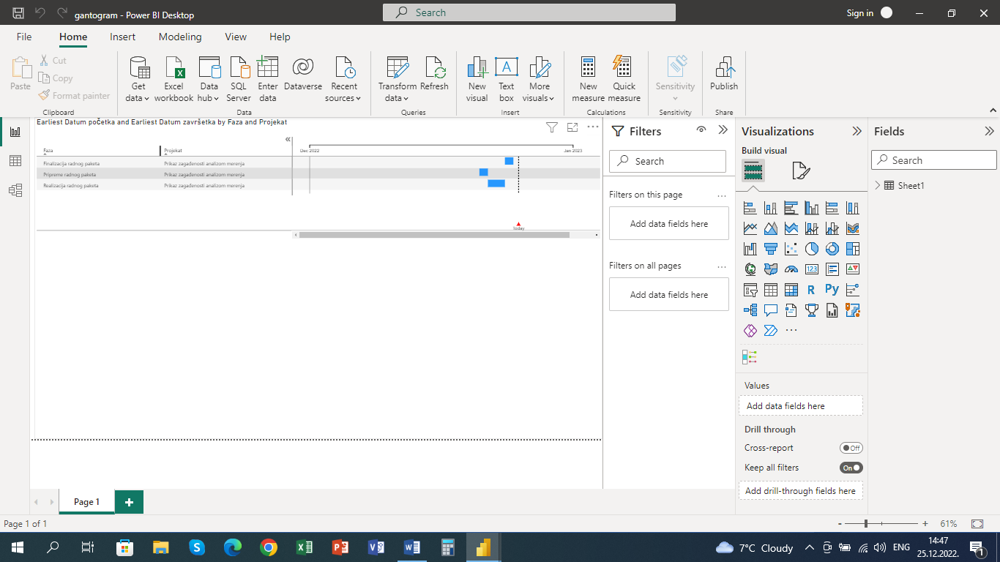 gantogram - Power BI Desktop
Search
Sign in
File Home Insert Modeling View Help
Paste
Cut
Copy
Format painter
Clipboard
Get data
Excel workbook
Data hub
SQL Server
Enter data
Dataverse
Recent sources
Data
Transform data
Refresh
Queries
New visual
Text box
More visuals
Insert
New measure
Quick measure
Calculations
Sensitivity
Sensitivity
Publish
Share
Earliest Datum početka and Earliest Datum završetka by Faza and Projekat
Faza Projekat Dec 2022 Jan 2023
Finalizacija radnog paketa Prikaz zagađenosti analizom merenja
Pripreme radnog paketa Prikaz zagađenosti analizom merenja
Realizacija radnog paketa Prikaz zagađenosti analizom merenja
Today
Filters
Search
Filters on this page ...
Add data fields here
Filters on all pages ...
Add data fields here
Visualizations
Build visual
123
R Py
...
Values
Add data fields here
Drill through
Cross-report Off
Keep all filters On
Add drill-through fields here
Fields
Search
Sheet1
Page 1 +
Page 1 of 1
- + 61%
7°C Cloudy
ENG
14:47
25.12.2022.
1